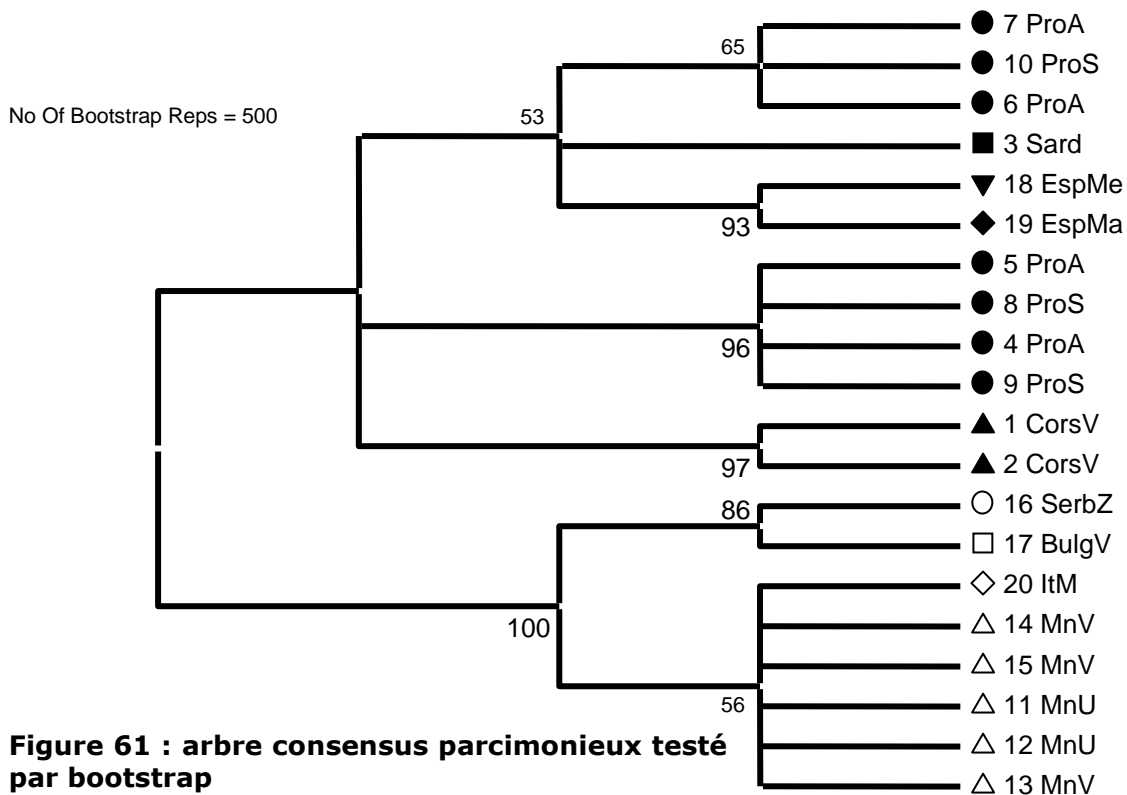 7 ProA
65
10 ProS
No Of Bootstrap Reps = 500
53
6 ProA
3 Sard
18 EspMe
93
19 EspMa
5 ProA
8 ProS
96
4 ProA
9 ProS
1 CorsV
97
2 CorsV
86
16 SerbZ
17 BulgV
20 ItM
100
14 MnV
15 MnV
56
11 MnU
12 MnU
13 MnV
Figure 61 : arbre consensus parcimonieux testé
par bootstrap